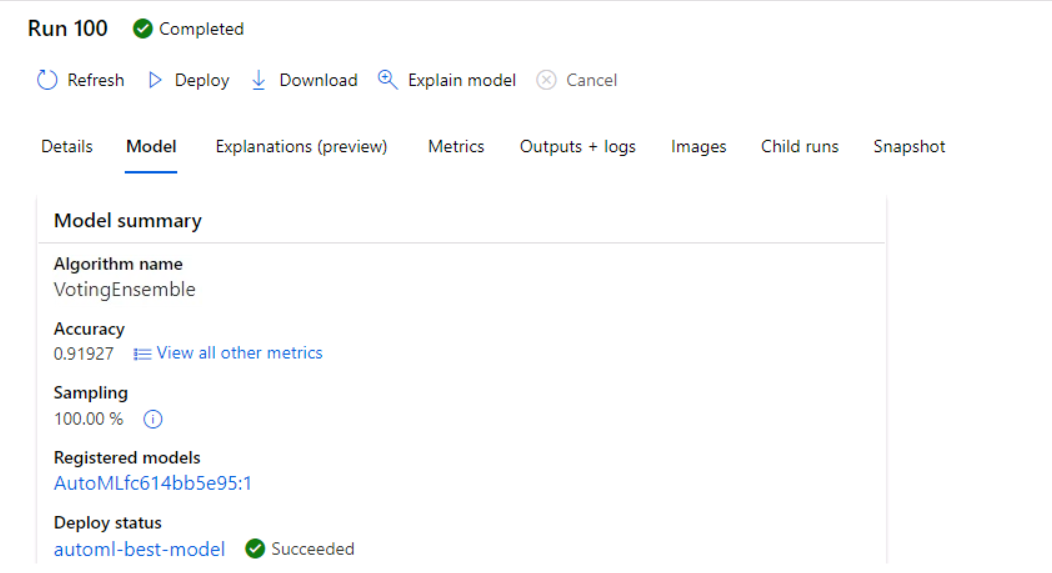 Run 100 Completed
Refresh Deploy Download Explain model Cancel
Details Model Explanations (preview) Metrics Outputs + logs Images Child runs Snapshot
Model summary
Algorithm name
VotingEnsemble
Accuracy
0.91927 View all other metrics
Sampling
100.00 %
Registered models
AutoMLfc614bb5e95:1
Deploy status
automl-best-model Succeeded